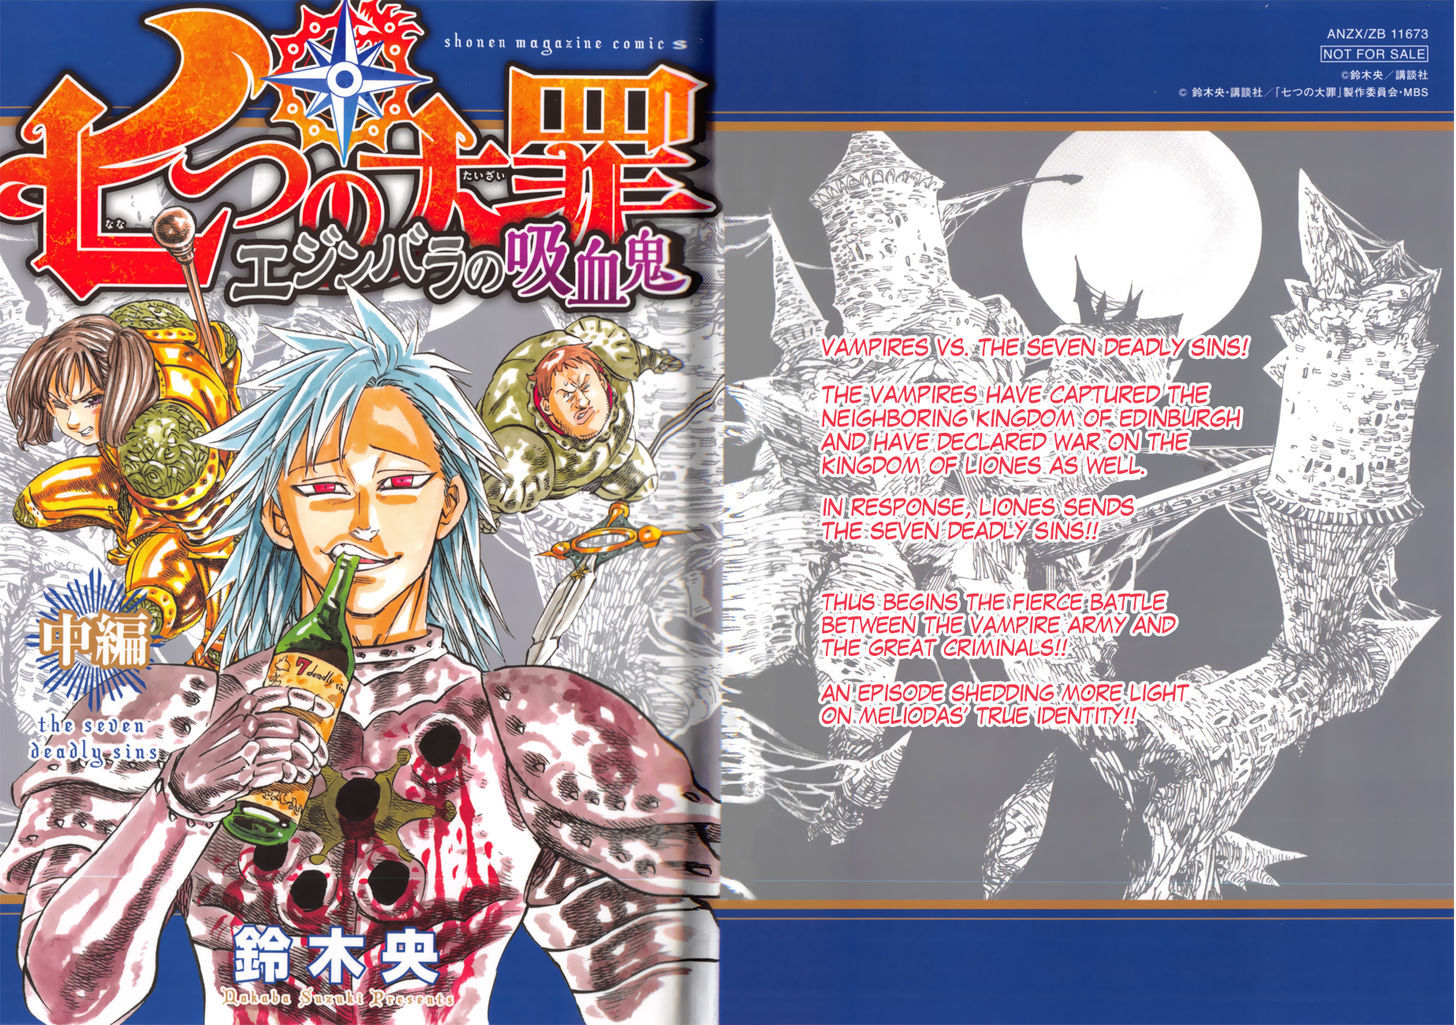 shonen magazine comics
七つの大罪
なな
たいざい
エジンバラの吸血鬼
中編
the seven
deadly sins
7 deadly sin
鈴木央
Nakaba Suzuki Presents
ANZX/ZB 11673
NOT FOR SALE
©鈴木央／講談社
© 鈴木央・講談社／「七つの大罪」製作委員会・MBS
VAMPIRES VS. THE SEVEN DEADLY SINS!
THE VAMPIRES HAVE CAPTURED THE
NEIGHBORING KINGDOM OF EDINBURGH
AND HAVE DECLARED WAR ON THE
KINGDOM OF LIONES AS WELL.
IN RESPONSE, LIONES SENDS
THE SEVEN DEADLY SINS!!
THUS BEGINS THE FIERCE BATTLE
BETWEEN THE VAMPIRE ARMY AND
THE GREAT CRIMINALS!!
AN EPISODE SHEDDING MORE LIGHT
ON MELIODAS' TRUE IDENTITY!!